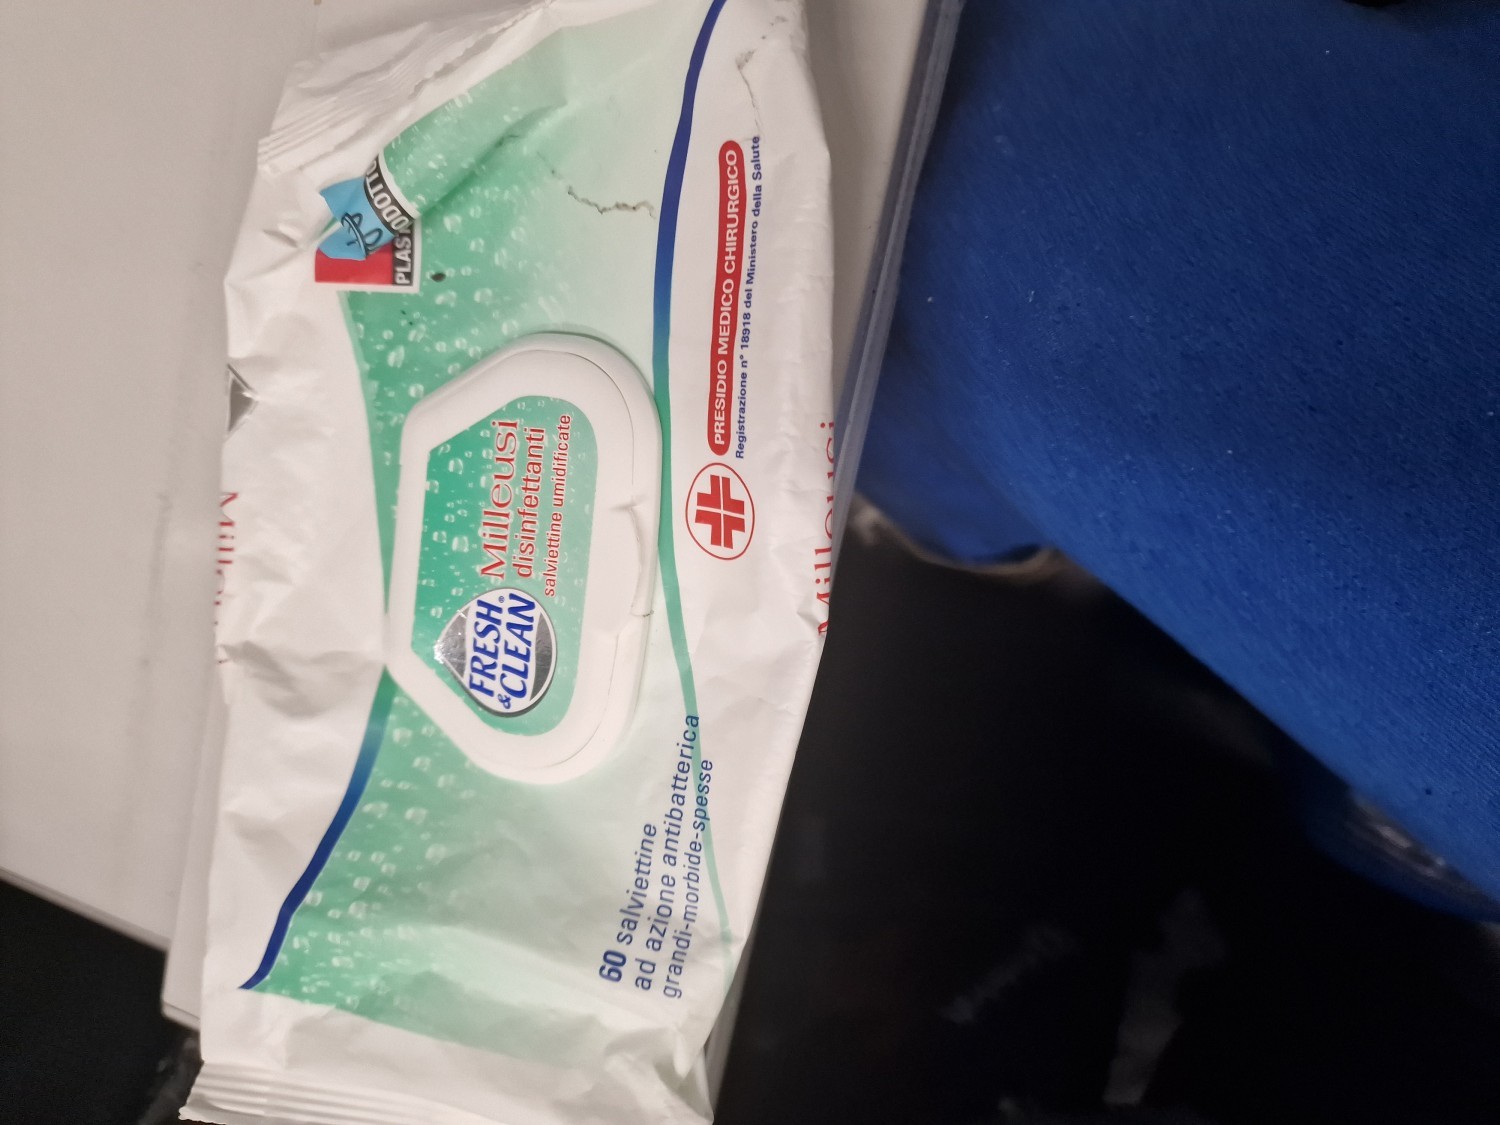 FRESH
& CLEAN®
Milleusi
disinfettanti
salviettine umidificate
60 salviettine
ad azione antibatterica
grandi-morbide-spesse
PRESIDIO MEDICO CHIRURGICO
Registrazione n° 18918 del Ministero della Salute
Milleusi